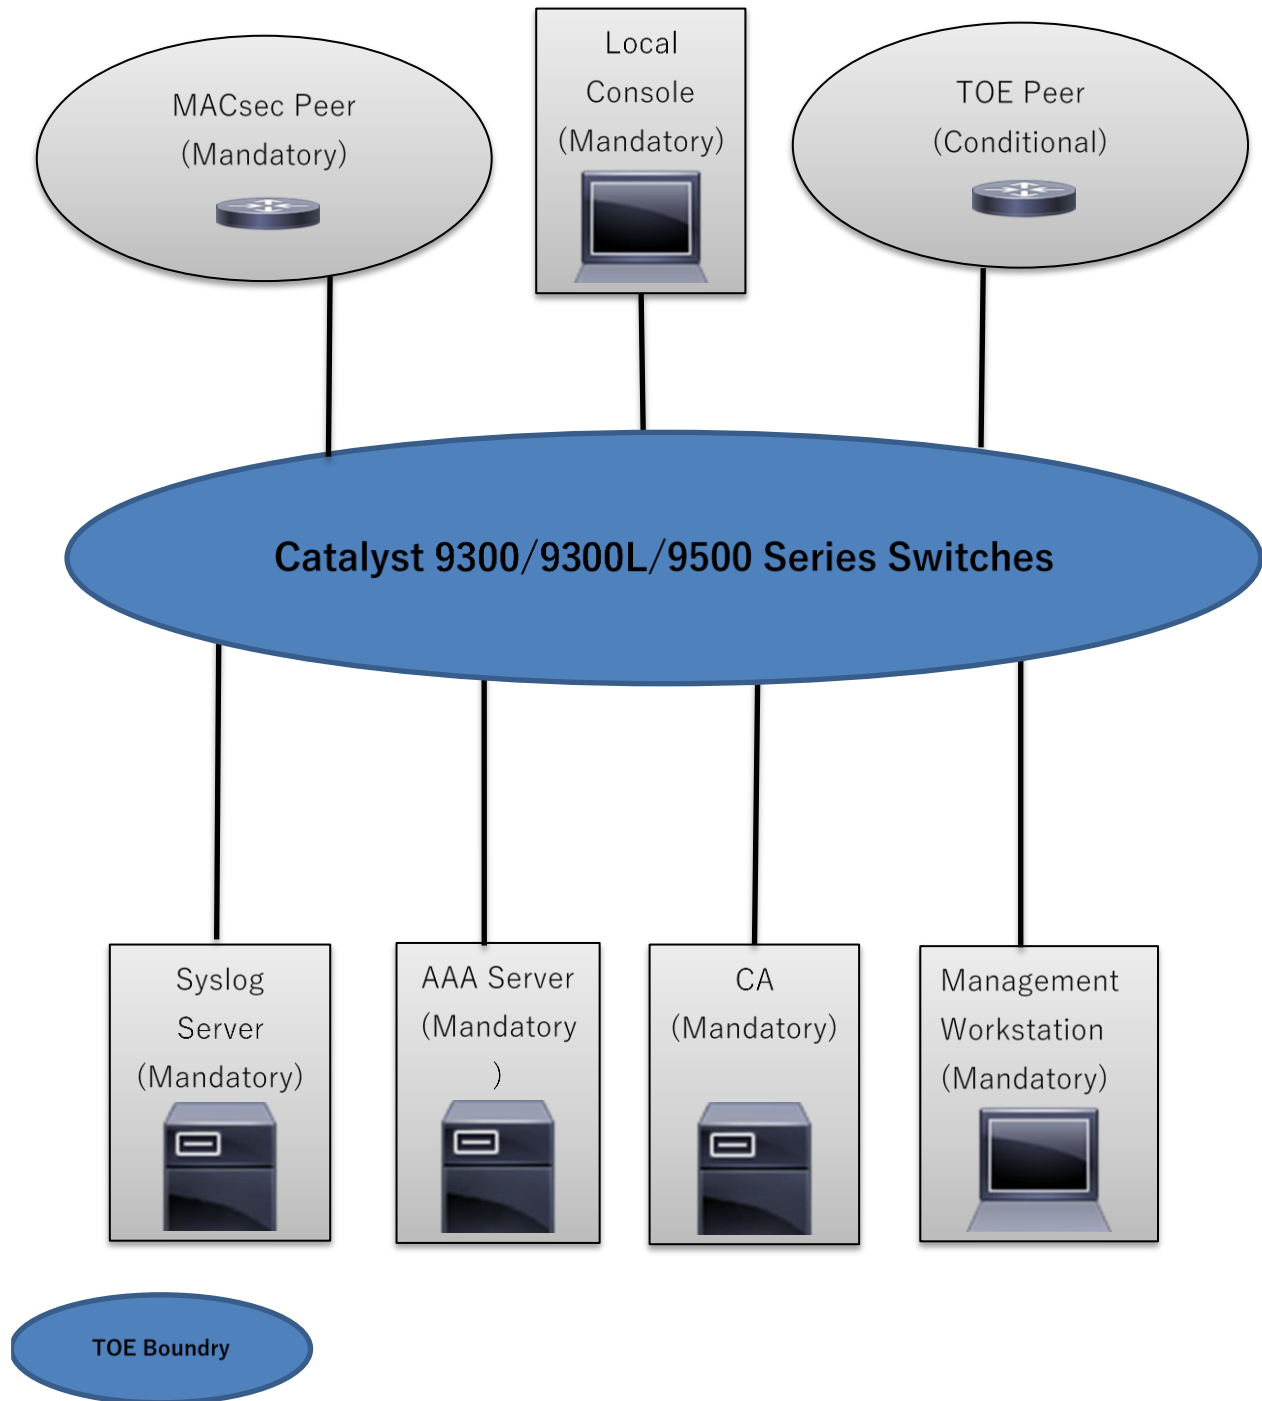 MACsec Peer
(Mandatory)
Local
Console
(Mandatory)
TOE Peer
(Conditional)
Catalyst 9300/9300L/9500 Series Switches
Syslog
Server
(Mandatory)
AAA Server
(Mandatory
)
CA
(Mandatory)
Management
Workstation
(Mandatory)
TOE Boundry